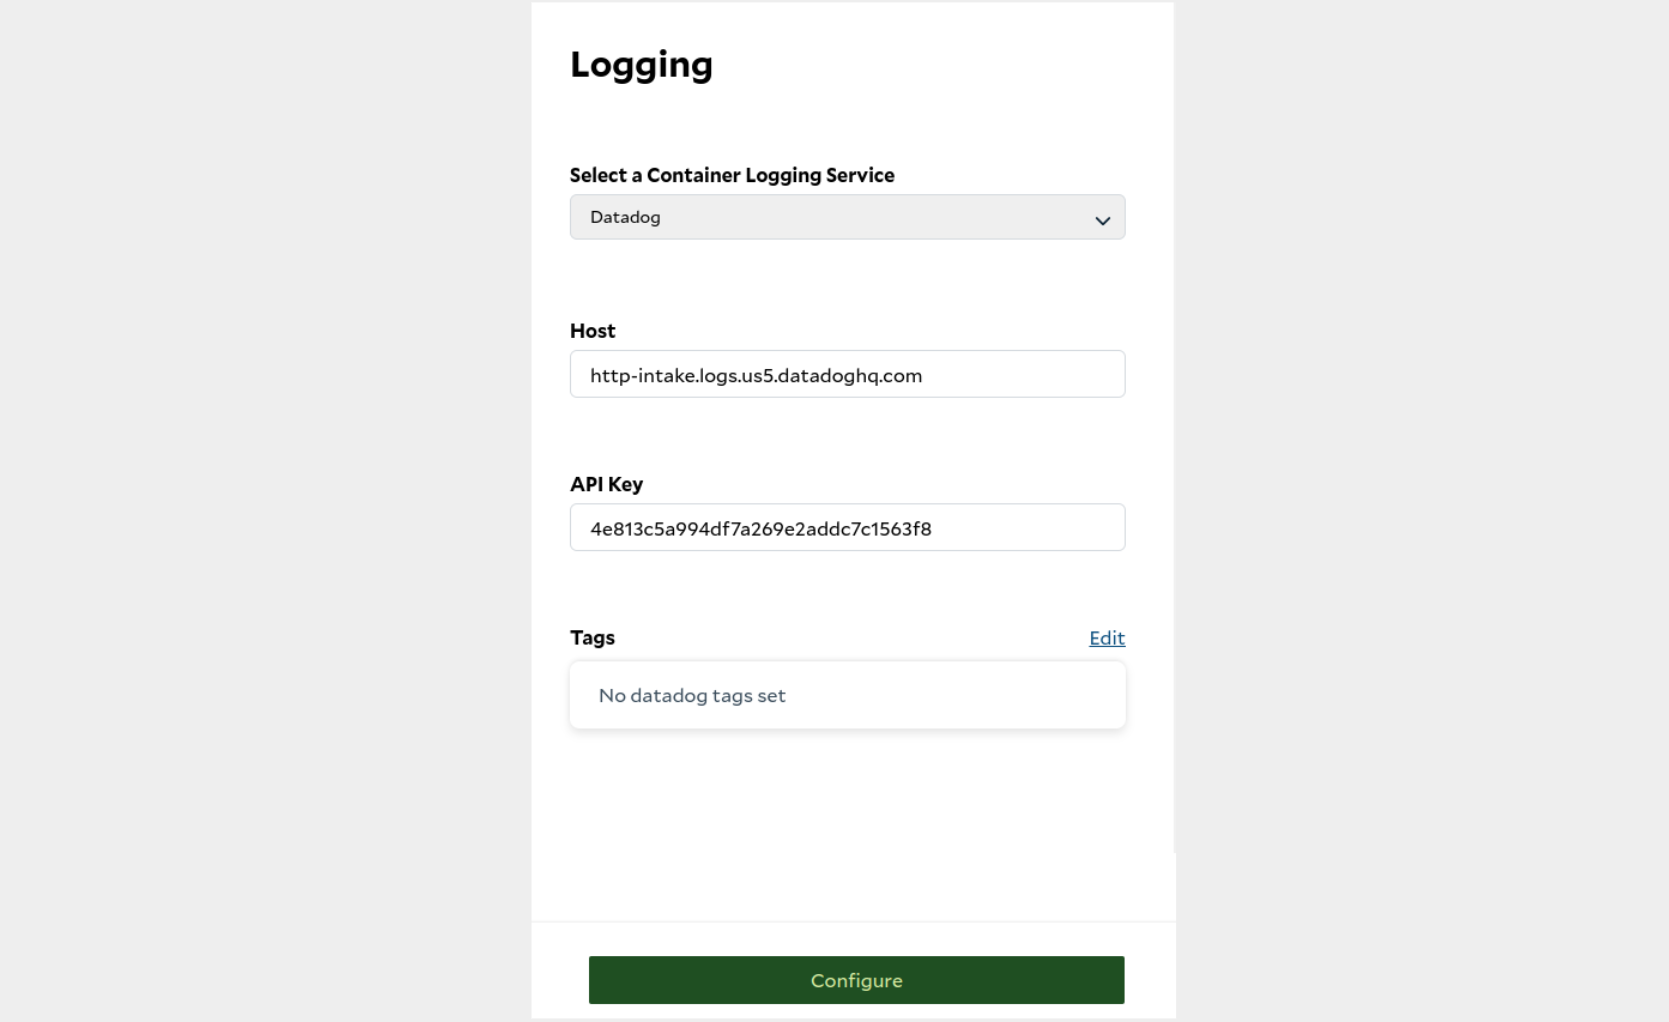 Logging
Select a Container Logging Service
Datadog
Host
http-intake.logs.us5.datadoghq.com
API Key
4e813c5a994df7a269e2addc7c1563f8
Tags
Edit
No datadog tags set
Configure